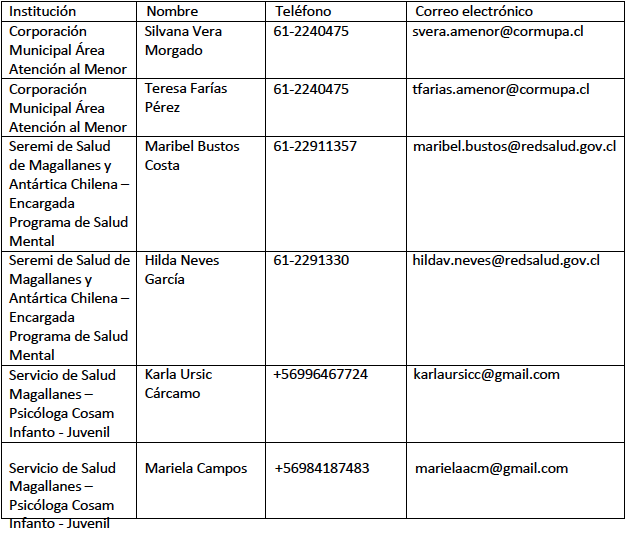 Institución Nombre Teléfono Correo electrónico
Corporación Silvana Vera 61-2240475 svera.amenor@cormupa.cl
Municipal Área Morgado
Atención al Menor
Corporación Teresa Farías 61-2240475 tfarias.amenor@cormupa.cl
Municipal Área Pérez
Atención al Menor
Seremi de Salud Maribel Bustos 61-22911357 maribel.bustos@redsalud.gov.cl
de Magallanes y Costa
Antártica Chilena –
Encargada
Programa de Salud
Mental
Seremi de Salud de Hilda Neves 61-2291330 hildav.neves@redsalud.gov.cl
Magallanes y García
Antártica Chilena –
Encargada
Programa de Salud
Mental
Servicio de Salud Karla Ursic +56996467724 karlaursicc@gmail.com
Magallanes – Cárcamo
Psicóloga Cosam
Infanto - Juvenil
Servicio de Salud Mariela Campos +56984187483 marielaacm@gmail.com
Magallanes –
Psicóloga Cosam
Infanto - Juvenil